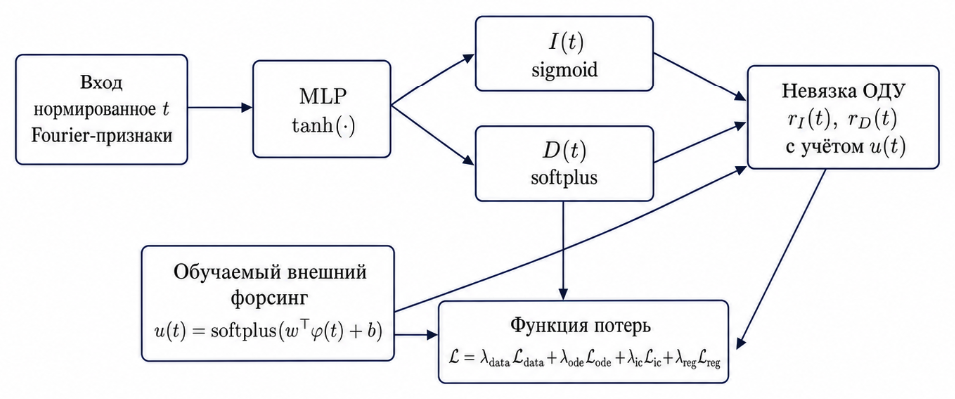 Вход
нормированное t
Fourier-признаки
MLP
tanh(·)
I(t)
sigmoid
D(t)
softplus
Невязка ОДУ
r_I(t), r_D(t)
с учётом u(t)
Обучаемый внешний
форсинг
u(t) = softplus(w^⊤φ(t) + b)
Функция потерь
ℒ = λ_data ℒ_data + λ_ode ℒ_ode + λ_ic ℒ_ic + λ_reg ℒ_reg